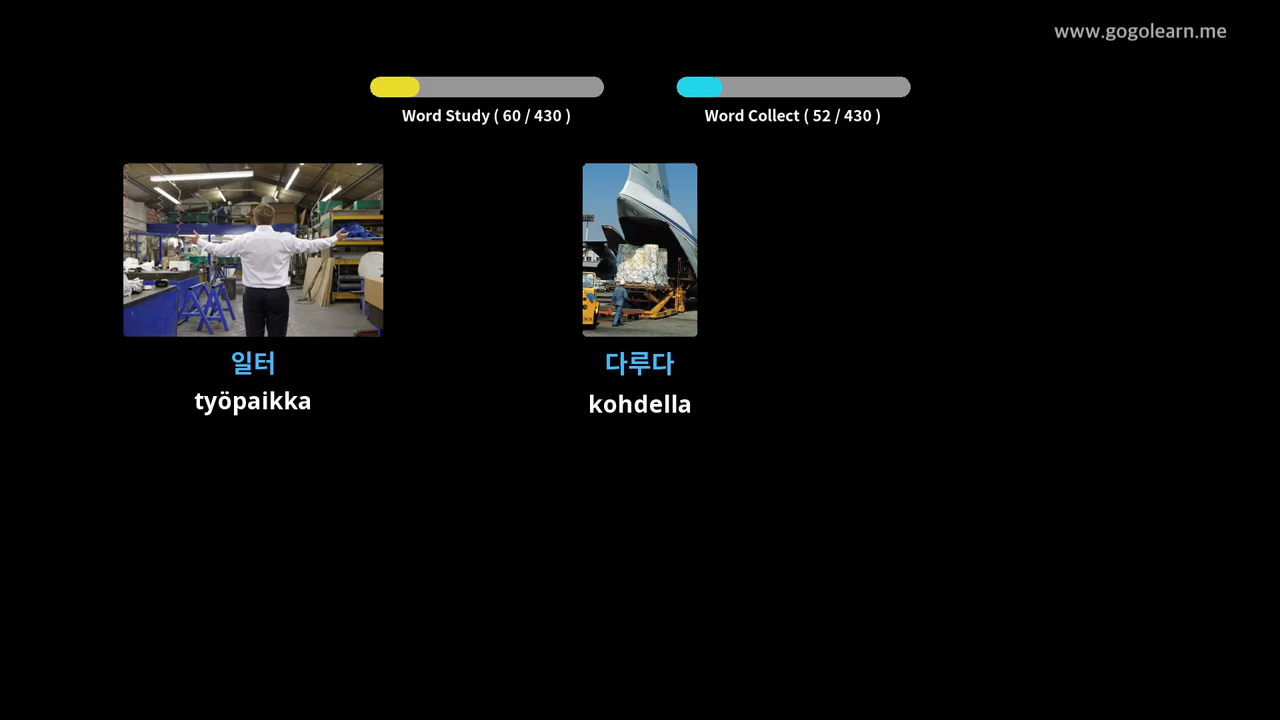 www.gogolearn.me
Word Study ( 60 / 430 )
Word Collect ( 52 / 430 )
일터
다루다
työpaikka
kohdella